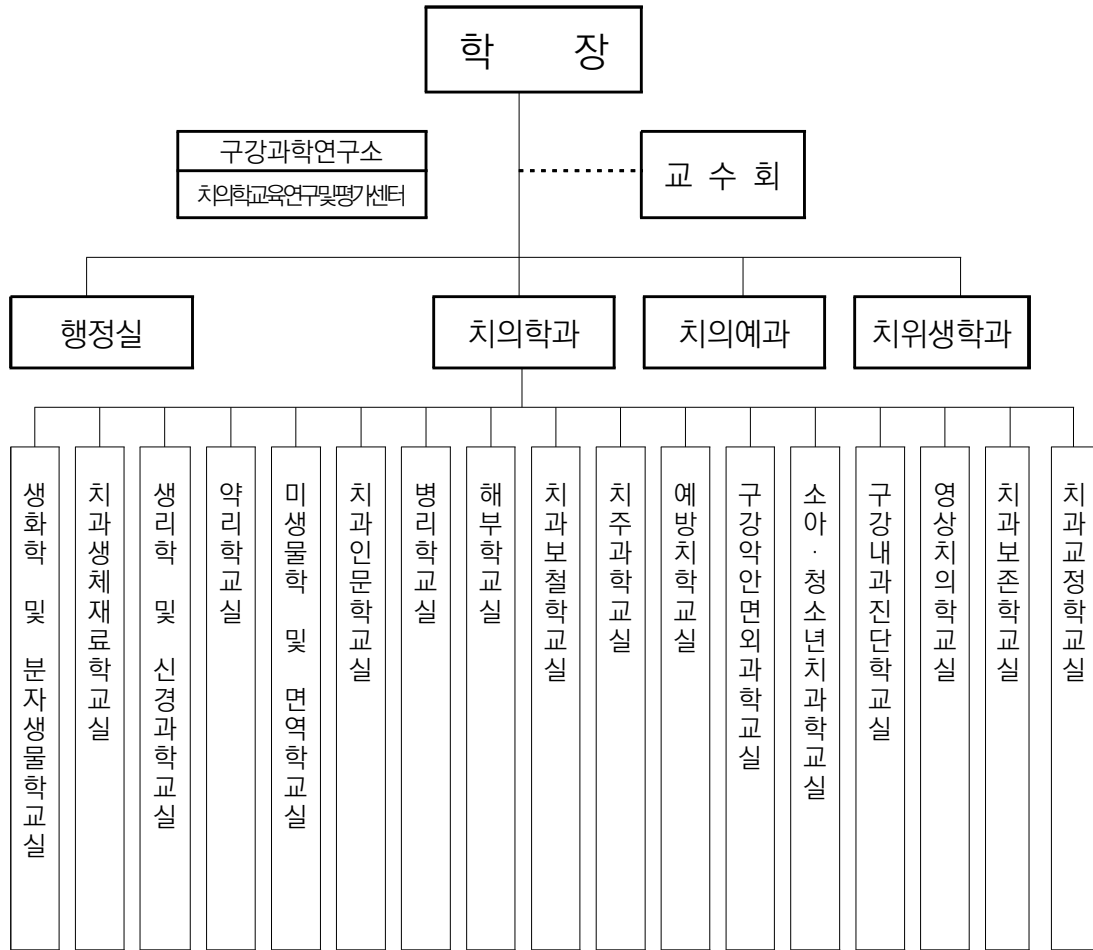 학 장
구강과학연구소
치의학교육연구및평가센터
교 수 회
행정실
치의학과
치의예과
치위생학과
생화학 및 분자생물학교실
치과생체재료학교실
생리학 및 신경과학교실
약리학교실
미생물학 및 면역학교실
치과인문학교실
병리학교실
해부학교실
치과보철학교실
치주과학교실
예방치학교실
구강악안면외과학교실
소아·청소년치과학교실
구강내과진단학교실
영상치의학교실
치과보존학교실
치과교정학교실